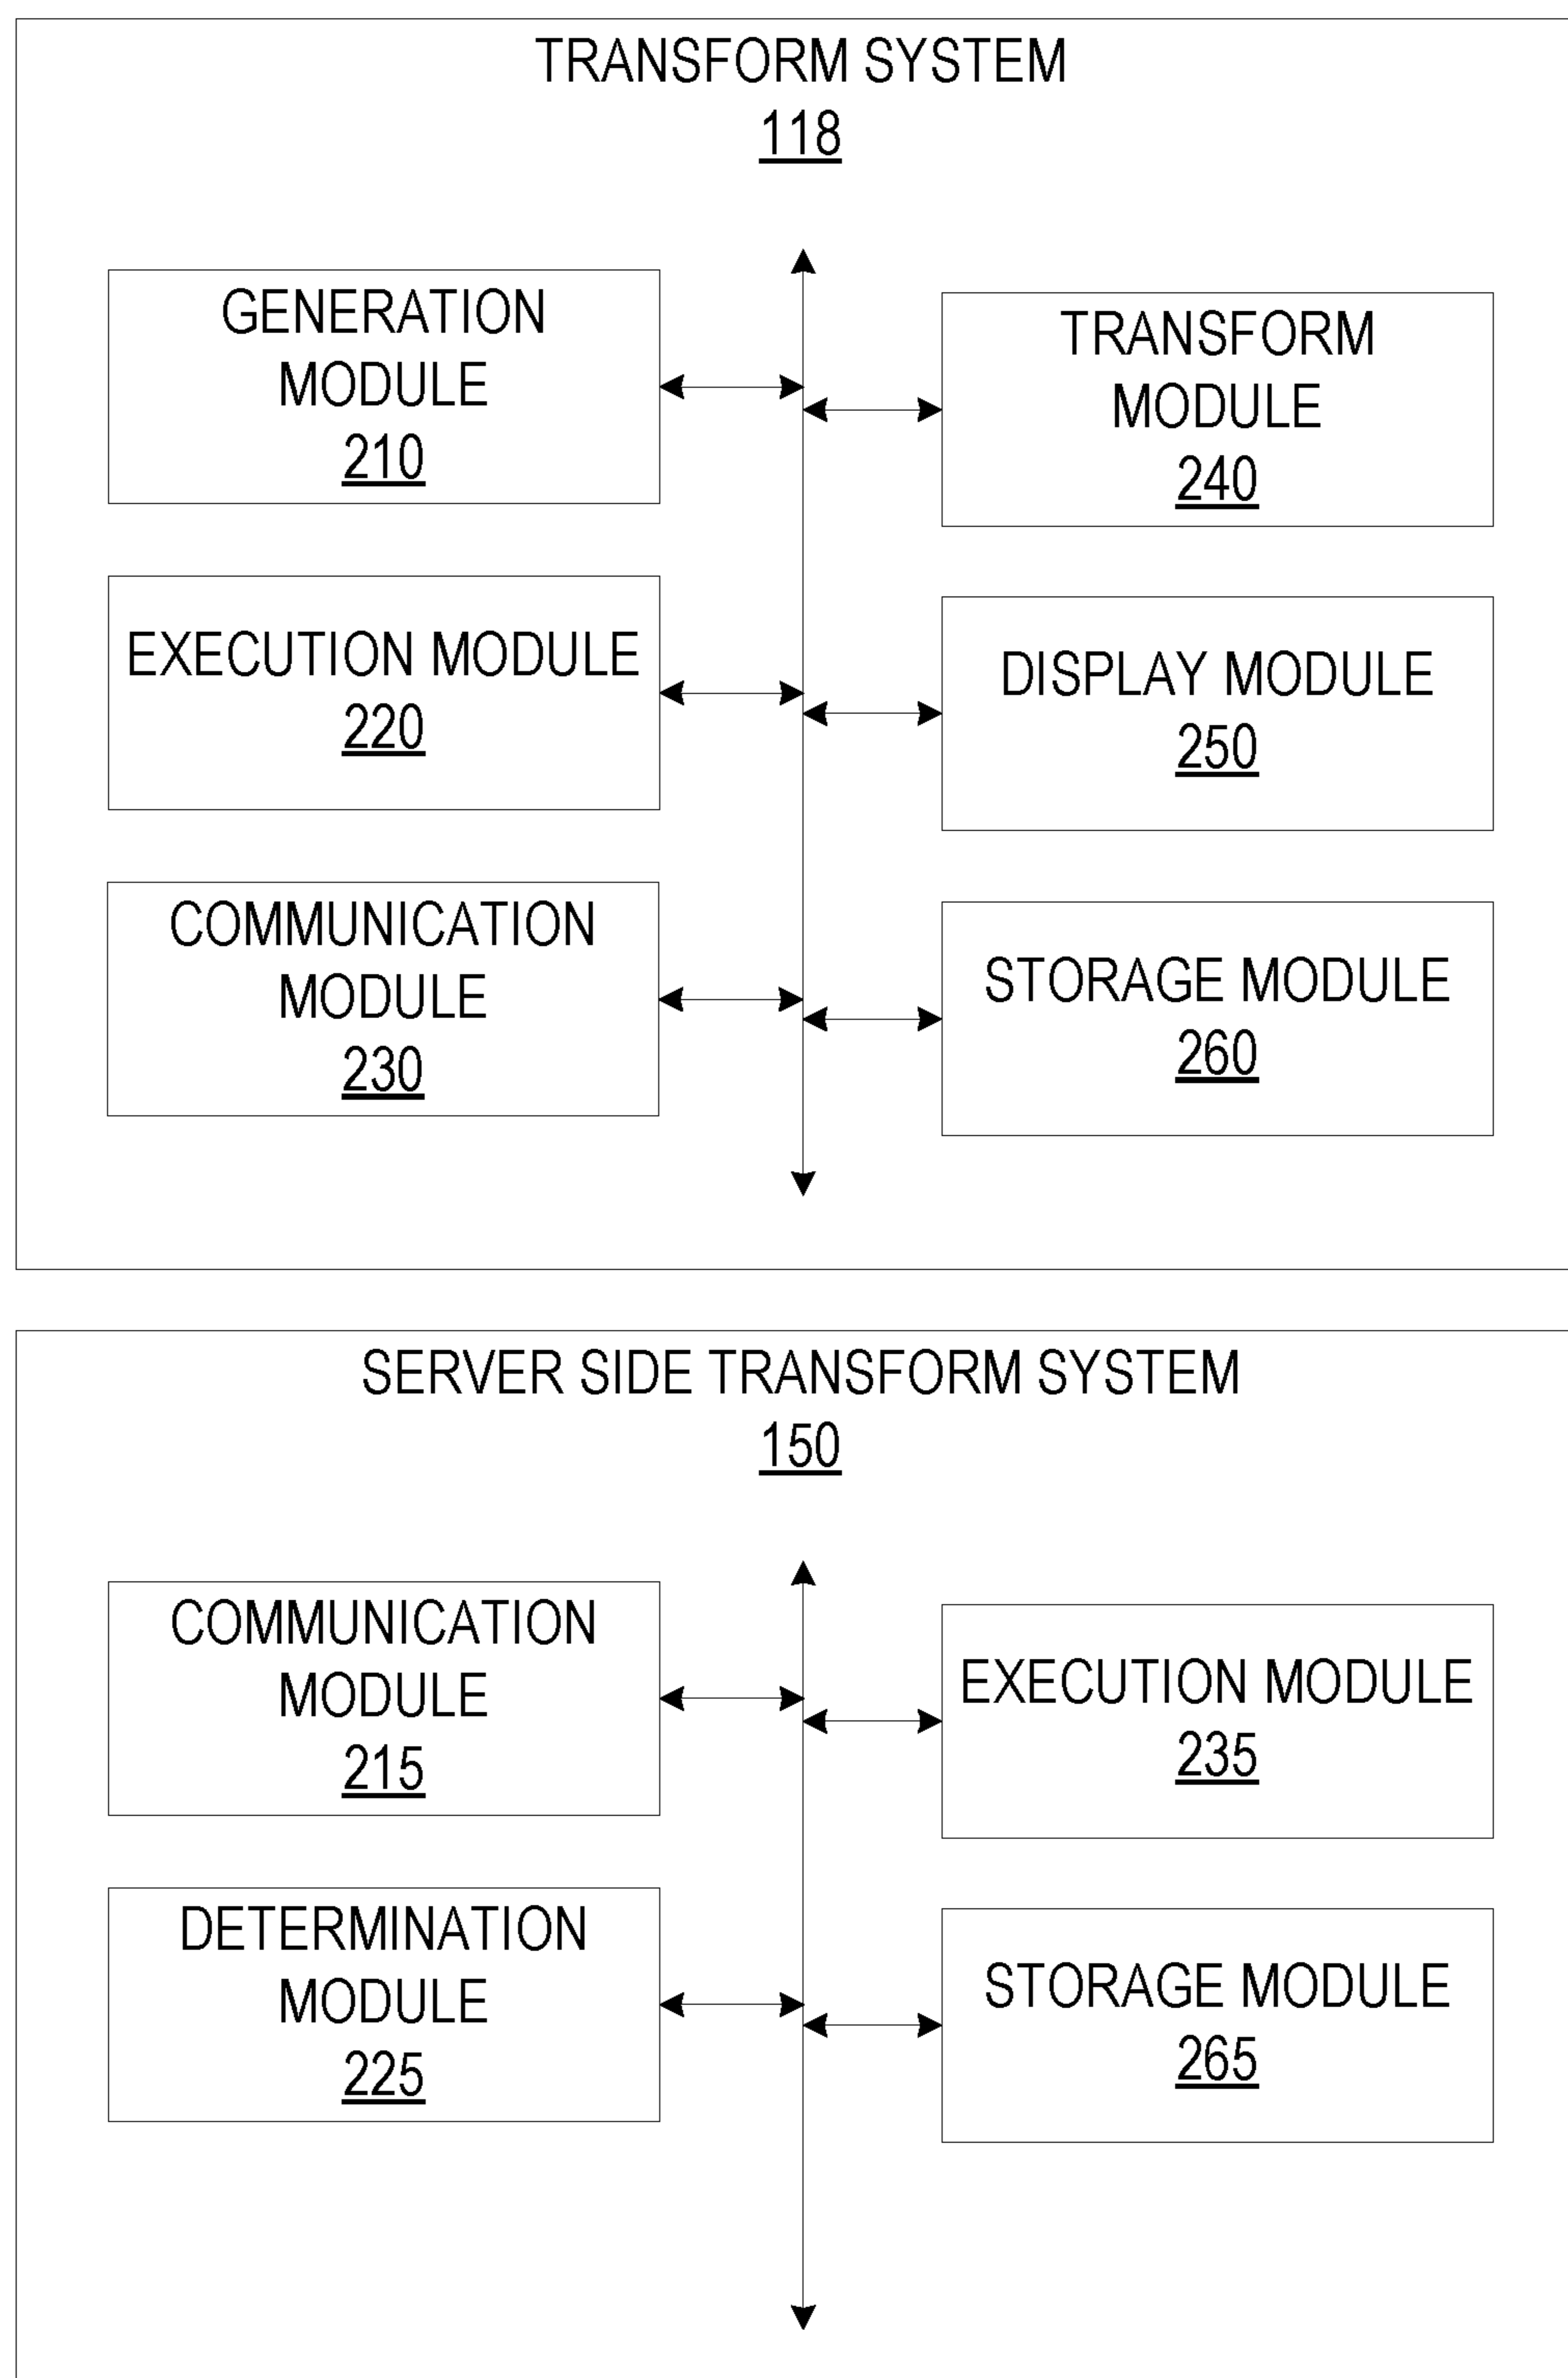 TRANSFORM SYSTEM
118
GENERATION
MODULE
210
TRANSFORM
MODULE
240
EXECUTION MODULE
220
DISPLAY MODULE
250
COMMUNICATION
MODULE
230
STORAGE MODULE
260
SERVER SIDE TRANSFORM SYSTEM
150
COMMUNICATION
MODULE
215
EXECUTION MODULE
235
DETERMINATION
MODULE
225
STORAGE MODULE
265